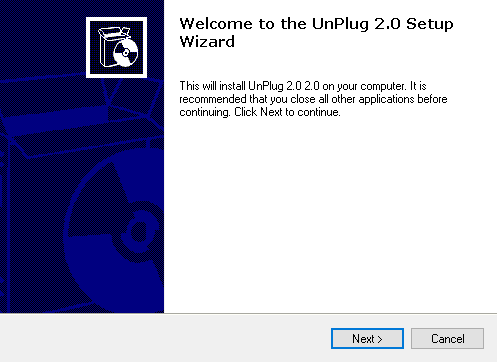 Welcome to the UnPlug 2.0 Setup
Wizard
This will install UnPlug 2.0 2.0 on your computer. It is
recommended that you close all other applications before
continuing. Click Next to continue.
Next >
Cancel